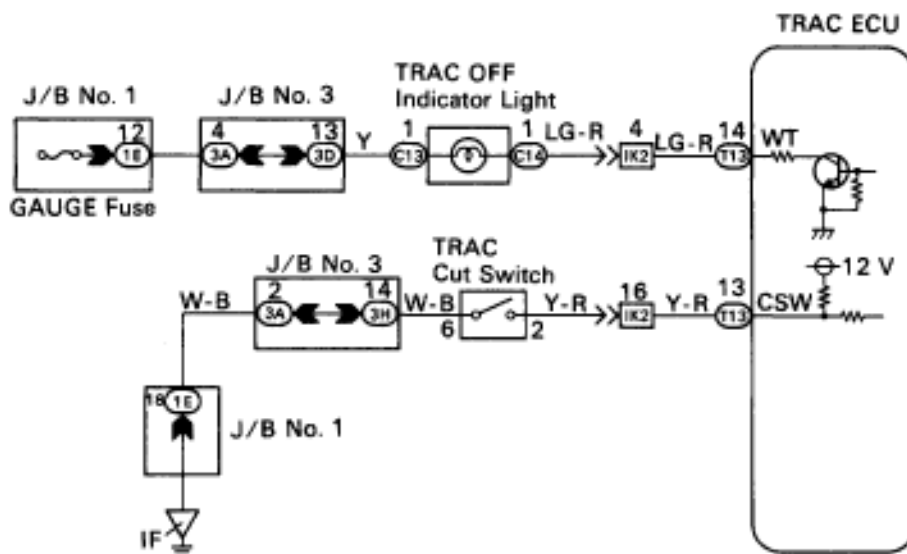 TRAC ECU
J/B No. 1
J/B No. 3
TRAC OFF
Indicator Light
12
1E
4
3A
13
3D
Y
1
C13
1
C14
LG-R
4
IK2
LG-R
14
T13
WT
GAUGE Fuse
12 V
J/B No. 3
TRAC
Cut Switch
W-B
2
3A
14
3H
W-B
6
2
Y-R
16
IK2
Y-R
13
T13
CSW
18
1E
J/B No. 1
IF